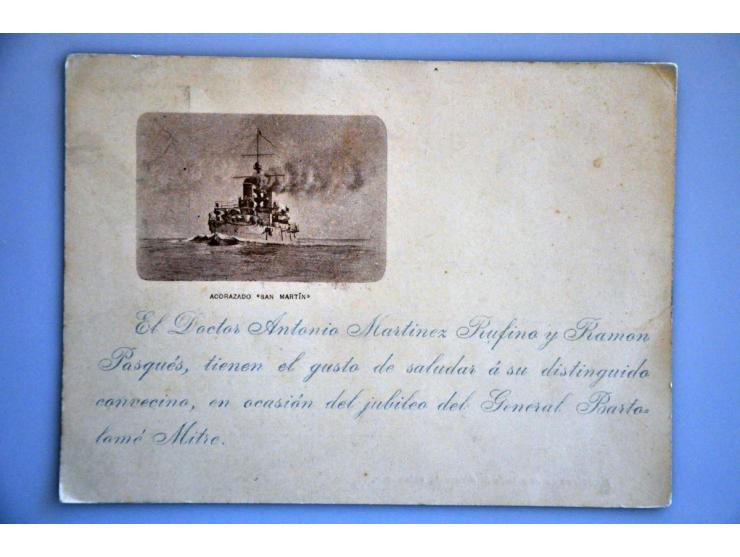 ACORAZADO "SAN MARTÍN"
El Doctor Antonio Martinez Rufino y Ramon
Pasqués, tienen el gusto de saludar á su distinguido
convecino, en ocasión del jubileo del General Barto-
lomé Mitre.